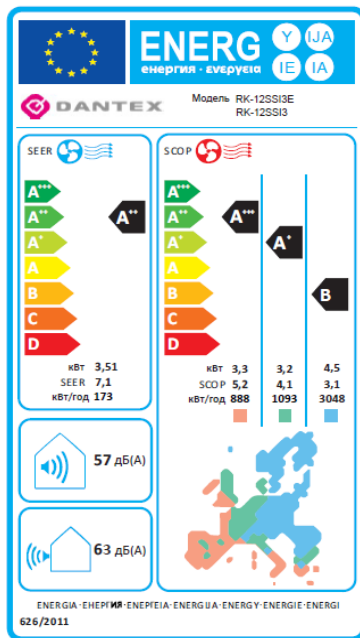 ENERG Y IJA
енергия · ενεργεια IE IA
DANTEX
Модель RK-12SSI3E
RK-12SSI3
SEER
A+++
A++
A+
A
B
C
D
A++
кВт 3,51
SEER 7,1
кВт/год 173
SCOP
A+++
A++
A+
A
B
C
D
A+++
A+
B
кВт 3,3 3,2 4,5
SCOP 5,2 4,1 3,1
кВт/год 888 1093 3048
57 дБ(А)
63 дБ(А)
ENERGIA·ЕНЕРГИЯ·ΕΝΕΡΓΕΙΑ·ENERGIJA·ENERGY·ENERGIE·ENERGI
626/2011